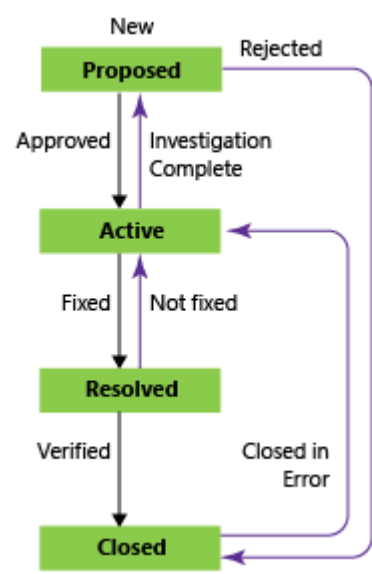 New
Proposed
Rejected
Approved
Investigation
Complete
Active
Fixed
Not fixed
Resolved
Verified
Closed in
Error
Closed